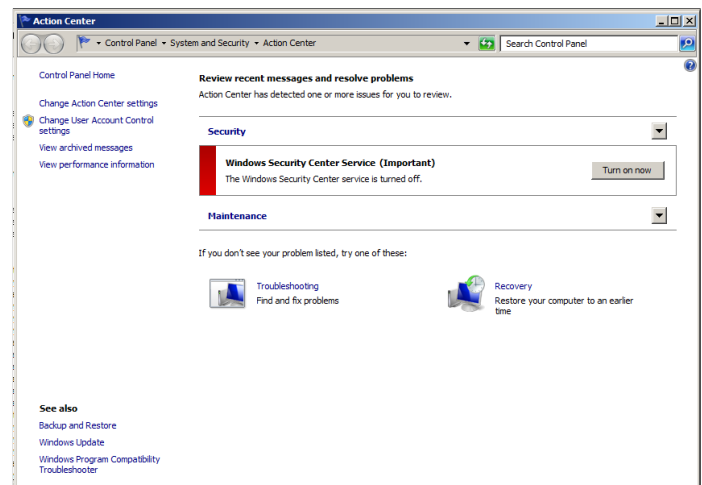 Action Center
Control Panel
System and Security
Action Center
Search Control Panel
Control Panel Home
Change Action Center settings
Change User Account Control
settings
View archived messages
View performance information
Review recent messages and resolve problems
Action Center has detected one or more issues for you to review.
Security
Windows Security Center Service (Important)
The Windows Security Center service is turned off.
Turn on now
Maintenance
If you don't see your problem listed, try one of these:
Troubleshooting
Find and fix problems
Recovery
Restore your computer to an earlier
time
See also
Backup and Restore
Windows Update
Windows Program Compatibility
Troubleshooter